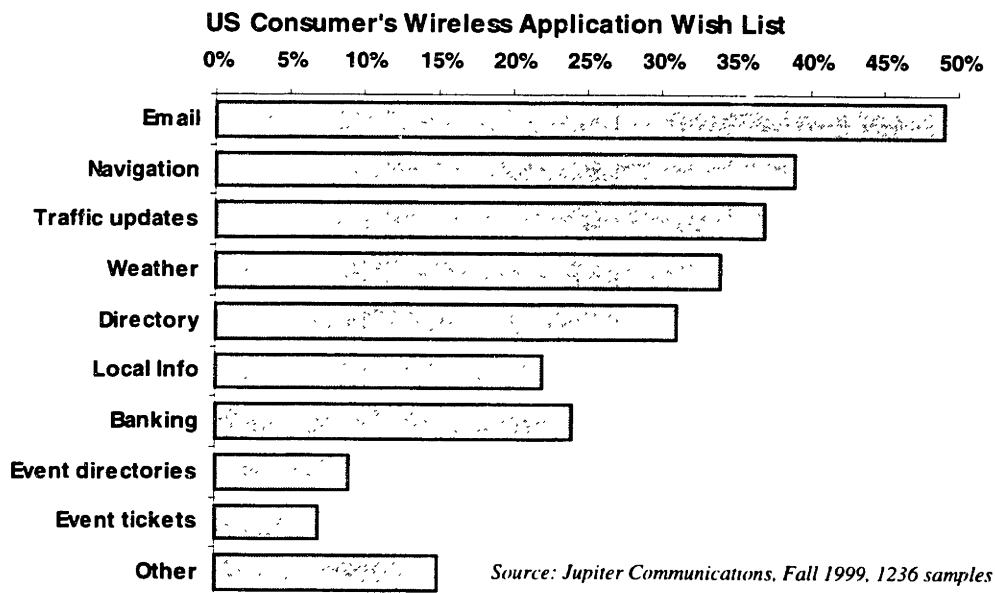 US Consumer's Wireless Application Wish List
0% 5% 10% 15% 20% 25% 30% 35% 40% 45% 50%
Email
Navigation
Traffic updates
Weather
Directory
Local Info
Banking
Event directories
Event tickets
Other
Source: Jupiter Communications, Fall 1999, 1236 samples